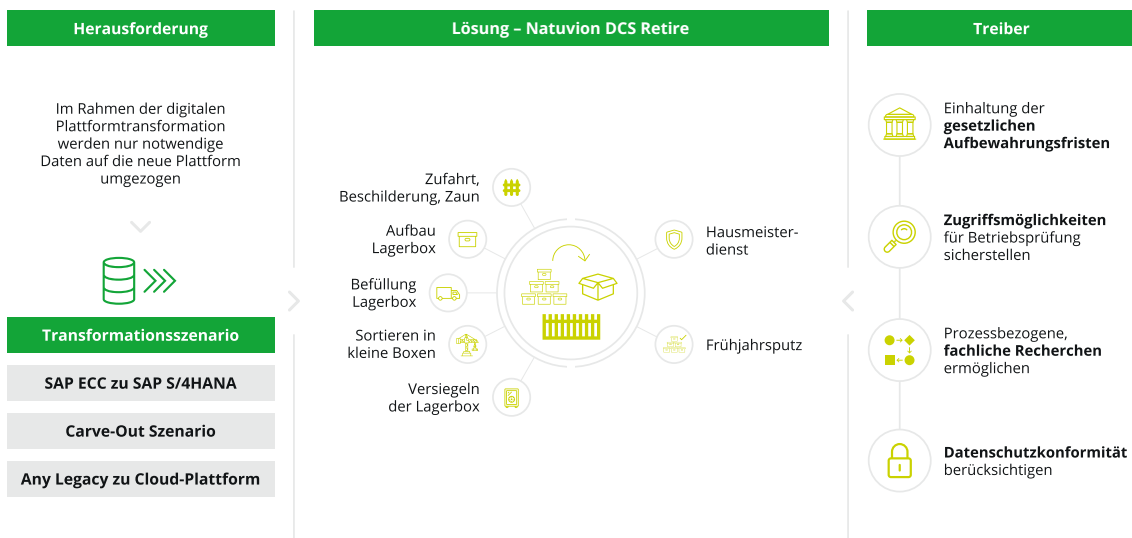 Herausforderung
Im Rahmen der digitalen
Plattformtransformation
werden nur notwendige
Daten auf die neue Plattform
umgezogen
Transformationsszenario
SAP ECC zu SAP S/4HANA
Carve-Out Szenario
Any Legacy zu Cloud-Plattform
Lösung – Natuvion DCS Retire
Zufahrt,
Beschilderung, Zaun
Aufbau
Lagerbox
Befüllung
Lagerbox
Sortieren in
kleine Boxen
Versiegeln
der Lagerbox
Hausmeister-
dienst
Frühjahrsputz
Treiber
Einhaltung der
gesetzlichen
Aufbewahrungsfristen
Zugriffsmöglichkeiten
für Betriebsprüfung
sicherstellen
Prozessbezogene,
fachliche Recherchen
ermöglichen
Datenschutzkonformität
berücksichtigen